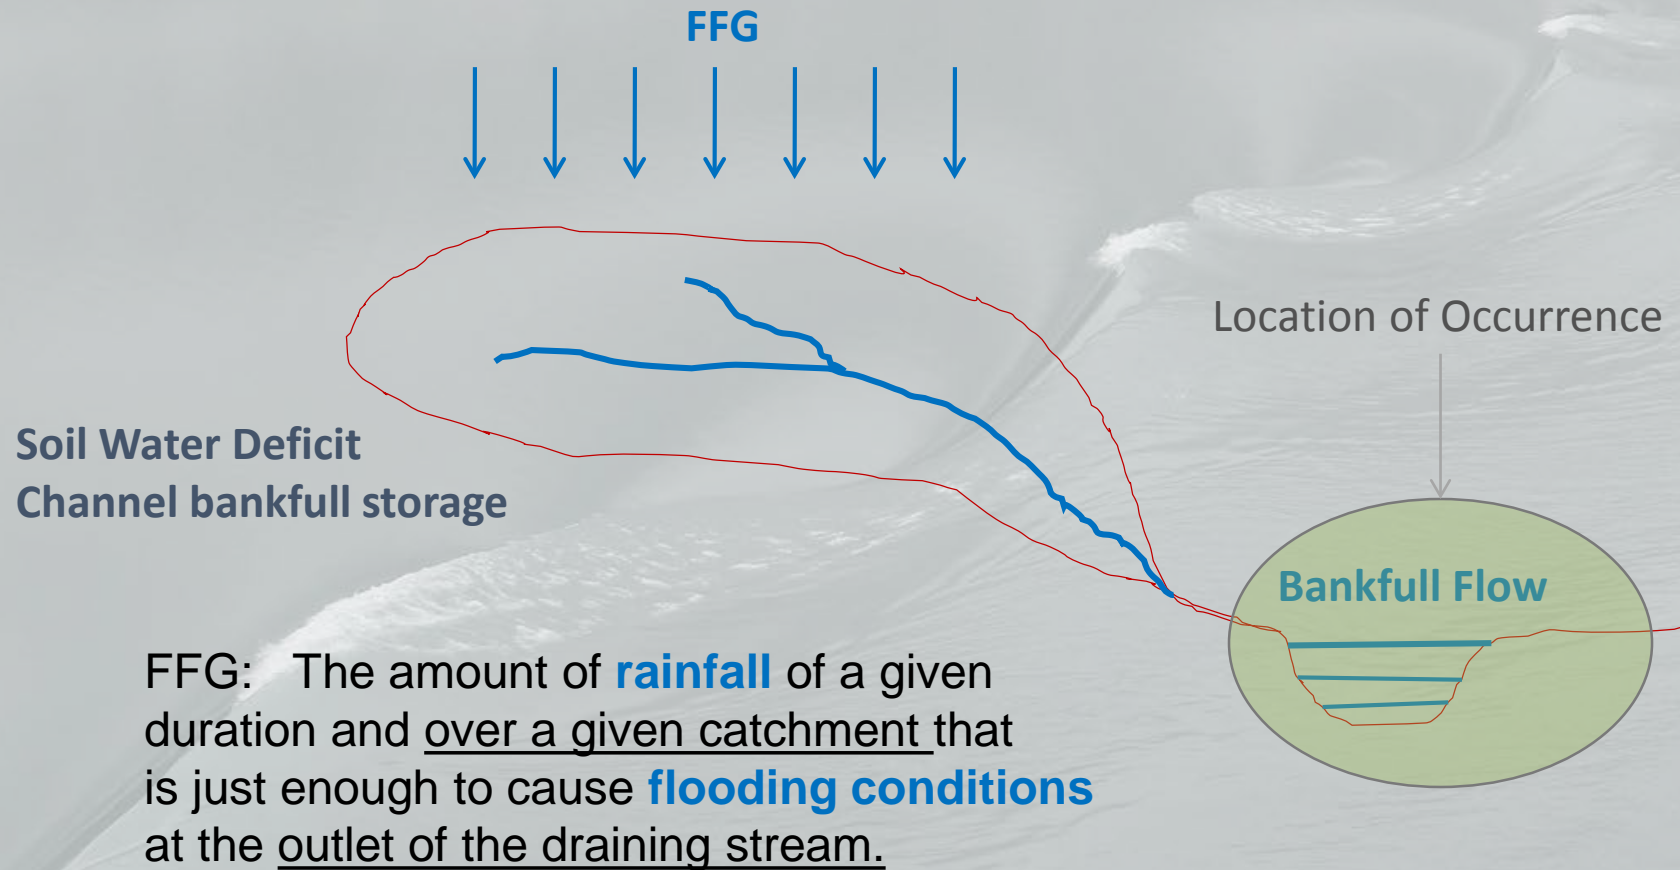 FFG
Location of Occurrence
Soil Water Deficit
Channel bankfull storage
Bankfull Flow
FFG: The amount of rainfall of a given
duration and over a given catchment that
is just enough to cause flooding conditions
at the outlet of the draining stream.